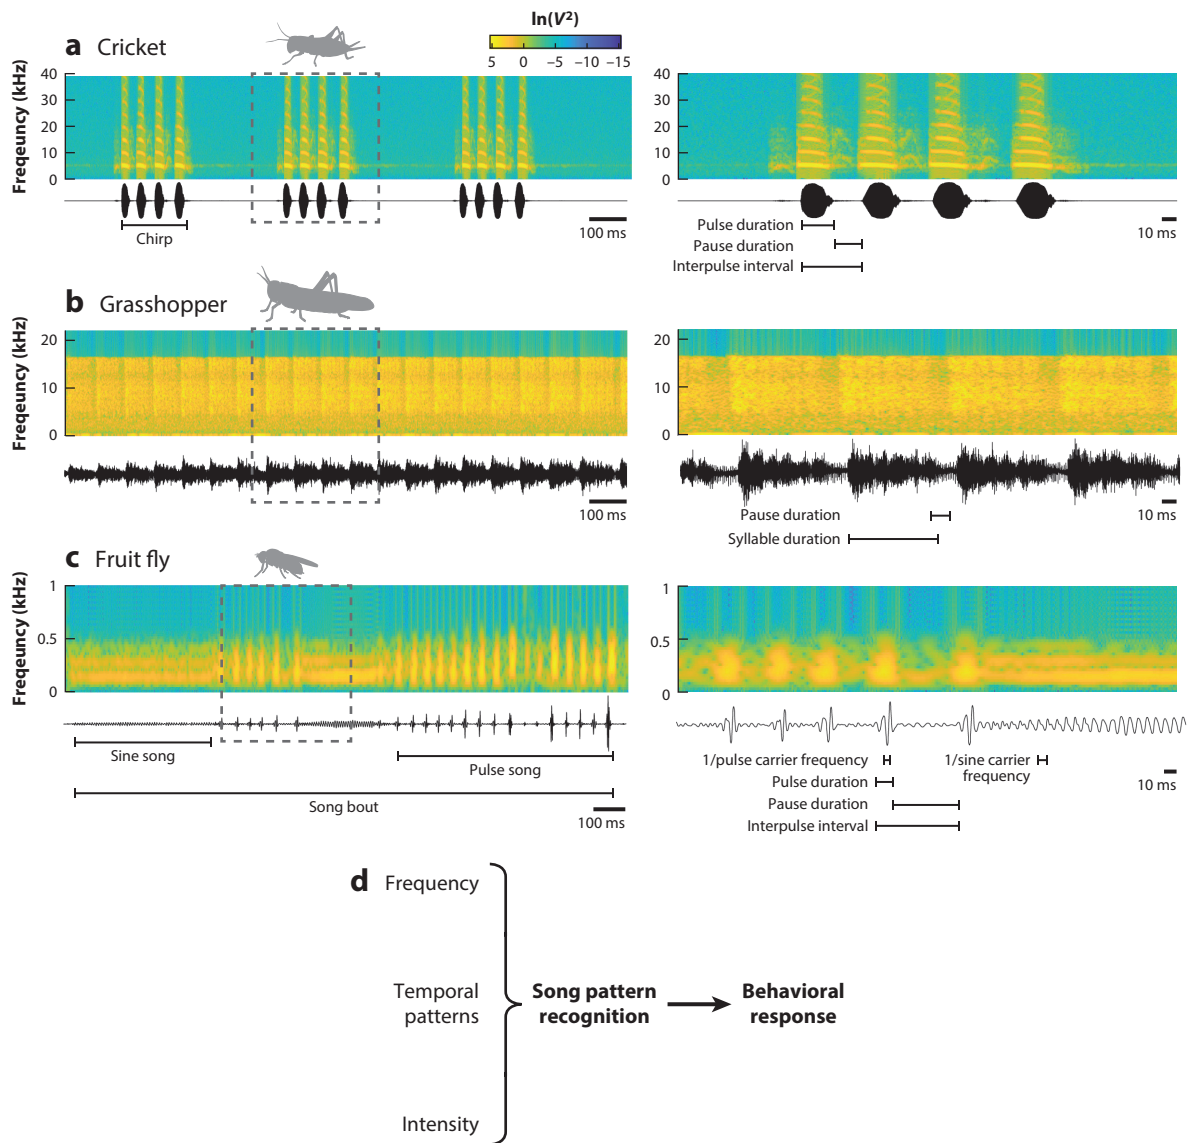 ln(V²)
5 0 −5 −10 −15
a Cricket
Freqeuncy (kHz)
40
30
20
10
0
Chirp
100 ms
40
30
20
10
0
Pulse duration
Pause duration
Interpulse interval
10 ms
b Grasshopper
Freqeuncy (kHz)
20
10
0
100 ms
20
10
0
Pause duration
Syllable duration
10 ms
c Fruit fly
Freqeuncy (kHz)
1
0.5
0
Sine song
Pulse song
Song bout
100 ms
1
0.5
0
1/pulse carrier frequency
1/sine carrier
frequency
Pulse duration
Pause duration
Interpulse interval
10 ms
d Frequency
Temporal
patterns
Intensity
Song pattern
recognition
Behavioral
response